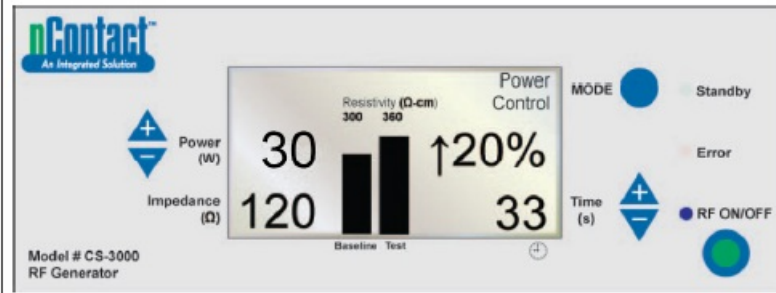 nContact™
An Integrated Solution
Power
(W)
Impedance
(Ω)
Model # CS-3000
RF Generator
30
120
Resistivity (Ω-cm)
300 360
Baseline Test
Power
Control
↑20%
33
MODE
Time
(s)
Standby
Error
RF ON/OFF